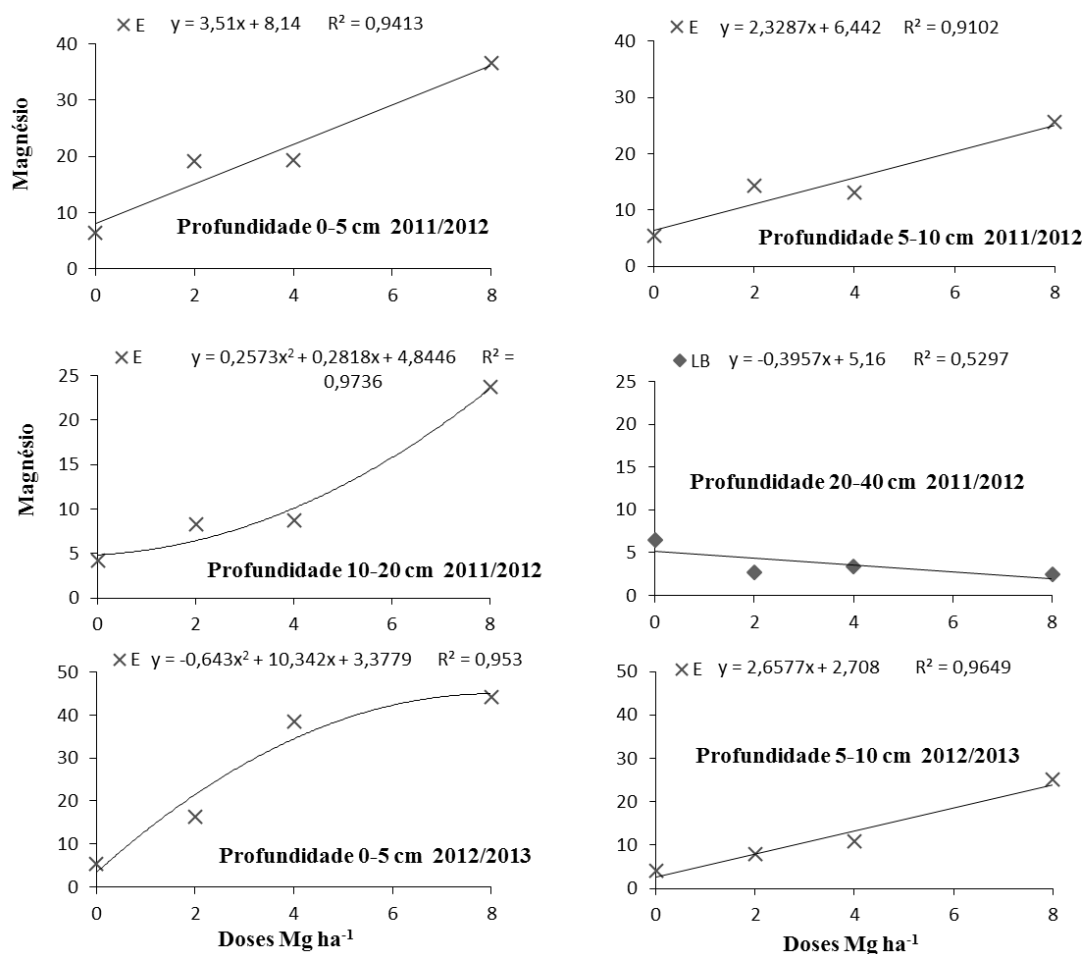 E y = 3,51x + 8,14 R² = 0,9413
40
30
20
10
0
0 2 4 6 8
Magnésio
Profundidade 0-5 cm 2011/2012
E y = 2,3287x + 6,442 R² = 0,9102
40
30
20
10
0
0 2 4 6 8
Profundidade 5-10 cm 2011/2012
E y = 0,2573x² + 0,2818x + 4,8446 R² =
0,9736
25
20
15
10
5
0
0 2 4 6 8
Magnésio
Profundidade 10-20 cm 2011/2012
LB y = -0,3957x + 5,16 R² = 0,5297
25
20
15
10
5
0
0 2 4 6 8
Profundidade 20-40 cm 2011/2012
E y = -0,643x² + 10,342x + 3,3779 R² = 0,953
50
40
30
20
10
0
0 2 4 6 8
Profundidade 0-5 cm 2012/2013
Doses Mg ha⁻¹
E y = 2,6577x + 2,708 R² = 0,9649
50
40
30
20
10
0
0 2 4 6 8
Profundidade 5-10 cm 2012/2013
Doses Mg ha⁻¹